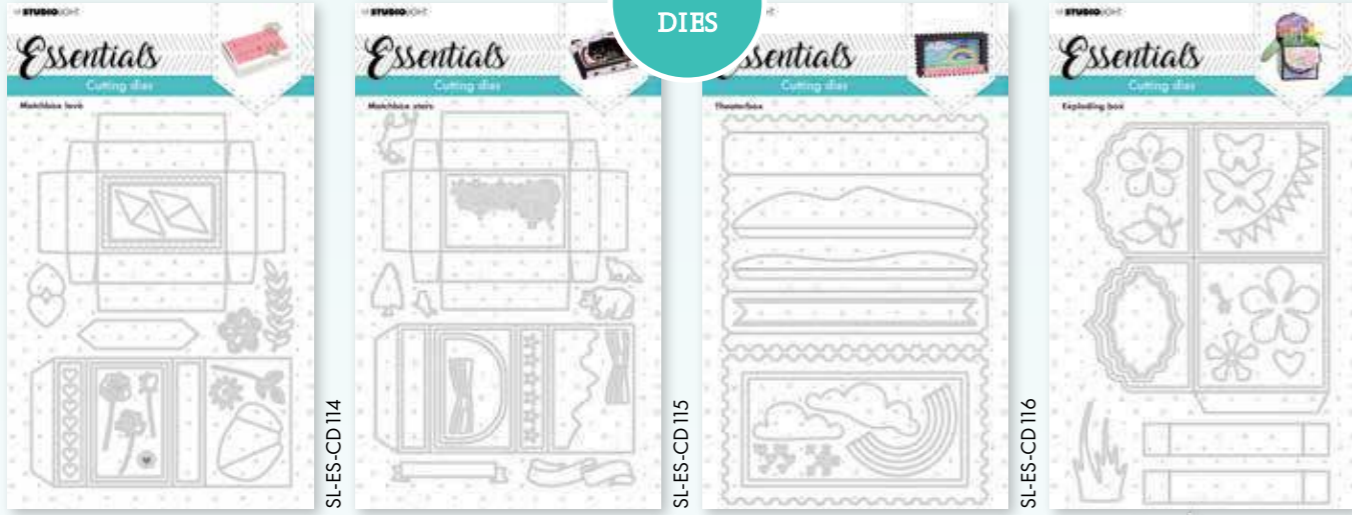 DIES
STUDIOLIGHT
Essentials
Cutting dies
Matchbox love
SL-ES-CD114
STUDIOLIGHT
Essentials
Cutting dies
Matchbox stars
SL-ES-CD115
Essentials
Cutting dies
Theaterbox
SL-ES-CD116
STUDIOLIGHT
Essentials
Cutting dies
Exploding box